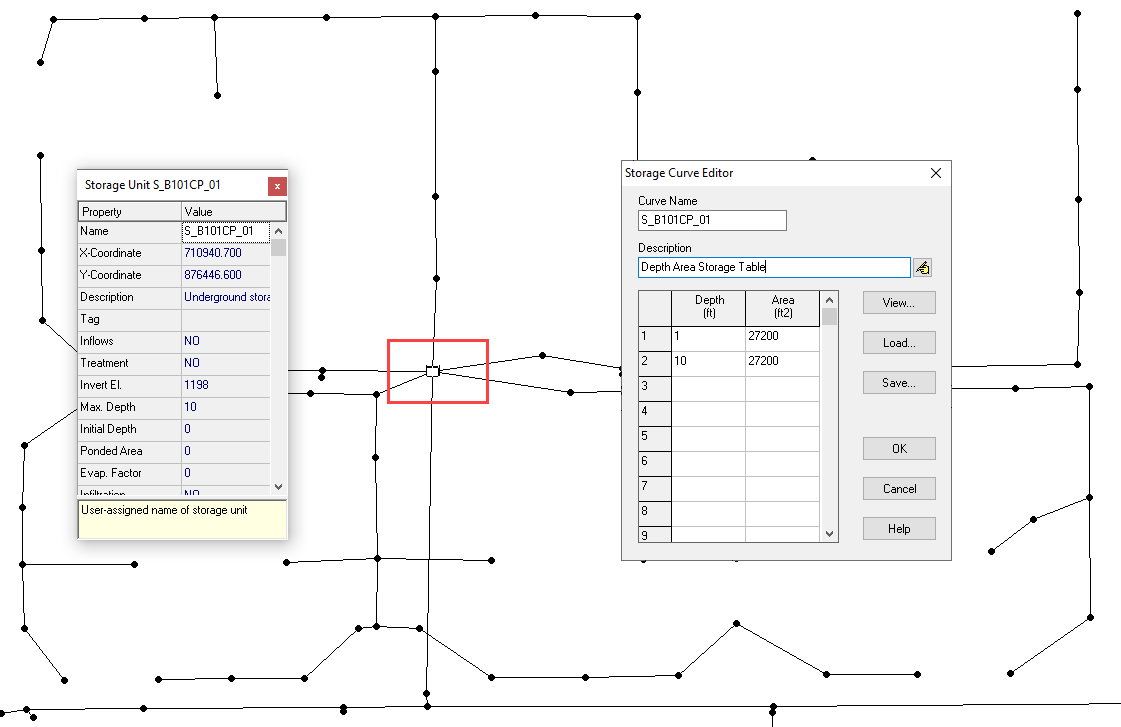 Storage Unit S_B101CP_01
x
Property Value
Name S_B101CP_01
X-Coordinate 710940.700
Y-Coordinate 876446.600
Description Underground stora
Tag
Inflows NO
Treatment NO
Invert El. 1198
Max. Depth 10
Initial Depth 0
Ponded Area 0
Evap. Factor 0
Infiltration NO
User-assigned name of storage unit
Storage Curve Editor
Curve Name
S_B101CP_01
Description
Depth Area Storage Table
Depth Area
(ft) (ft2)
1 1 27200
2 10 27200
3
4
5
6
7
8
9
View...
Load...
Save...
OK
Cancel
Help